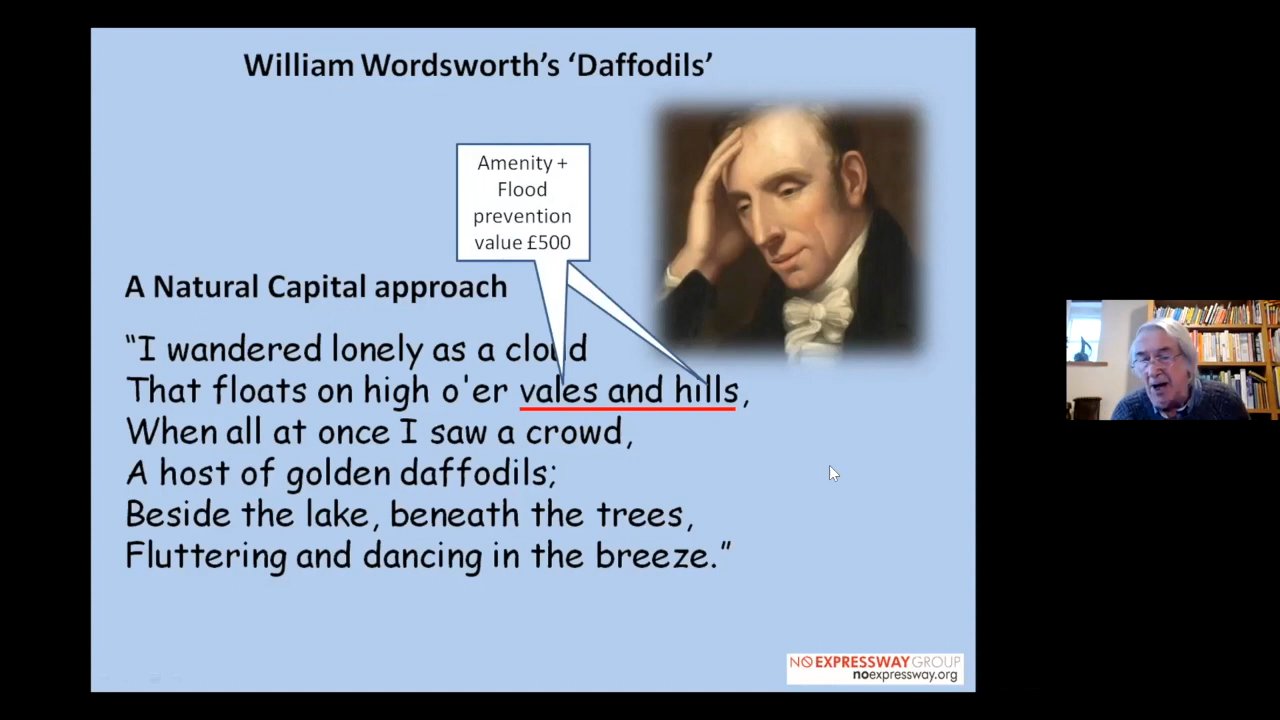 William Wordsworth's ‘Daffodils’
Amenity +
Flood
prevention
value £500
A Natural Capital approach
“I wandered lonely as a cloud
That floats on high o'er vales and hills,
When all at once I saw a crowd,
A host of golden daffodils;
Beside the lake, beneath the trees,
Fluttering and dancing in the breeze.”
NO EXPRESSWAY GROUP
noexpressway.org